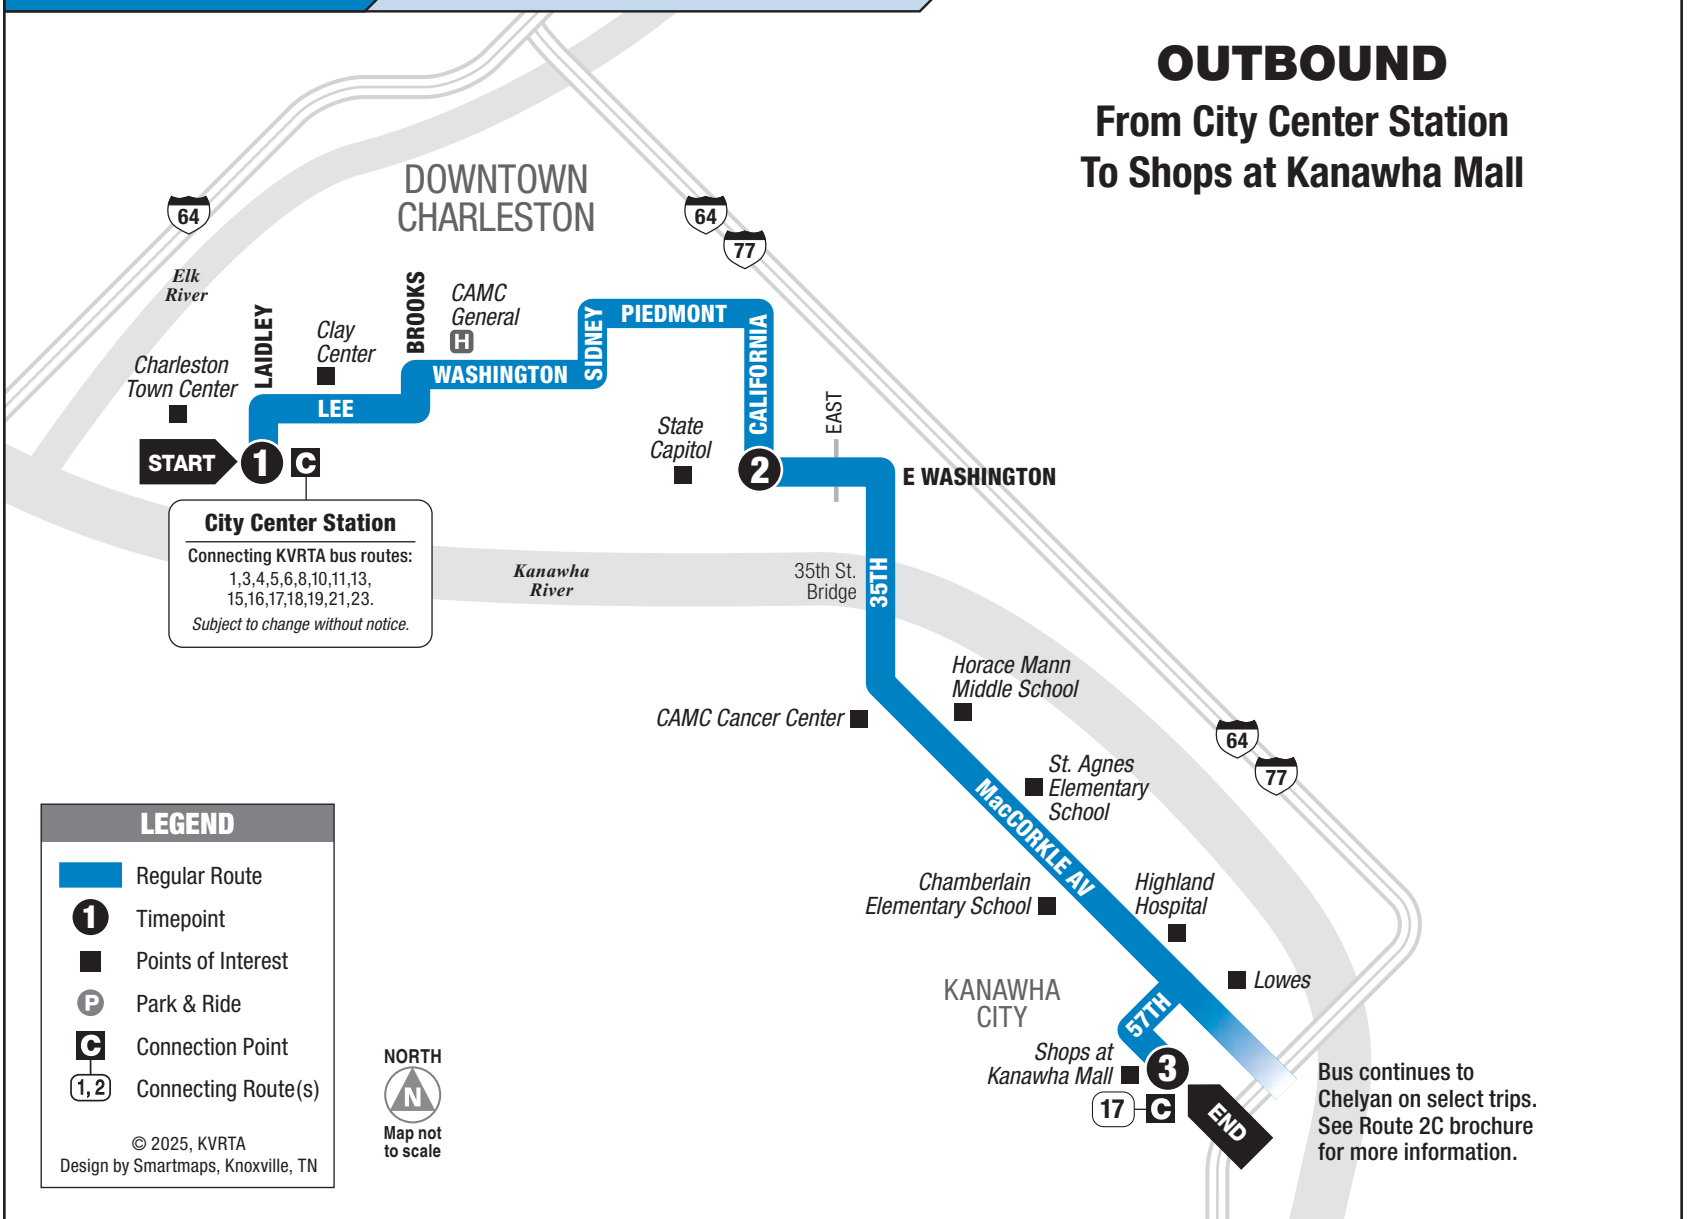 OUTBOUND
From City Center Station
To Shops at Kanawha Mall
DOWNTOWN
CHARLESTON
64
64
77
Elk
River
LAIDLEY
Clay
Center
BROOKS
CAMC
General
H
Charleston
Town Center
LEE
WASHINGTON
SIDNEY
PIEDMONT
CALIFORNIA
State
Capitol
EAST
START
1
C
2
E WASHINGTON
City Center Station
Connecting KVRTA bus routes:
1,3,4,5,6,8,10,11,13,
15,16,17,18,19,21,23.
Subject to change without notice.
Kanawha
River
35th St.
Bridge
35TH
Horace Mann
Middle School
CAMC Cancer Center
64
77
St. Agnes
Elementary
School
MacCORKLE AV
Chamberlain
Elementary School
Highland
Hospital
Lowes
KANAWHA
CITY
57TH
Shops at
Kanawha Mall
3
17
C
END
Bus continues to
Chelyan on select trips.
See Route 2C brochure
for more information.
LEGEND
Regular Route
1
Timepoint
Points of Interest
P
Park & Ride
C
Connection Point
1, 2
Connecting Route(s)
© 2025, KVRTA
Design by Smartmaps, Knoxville, TN
NORTH
N
Map not
to scale